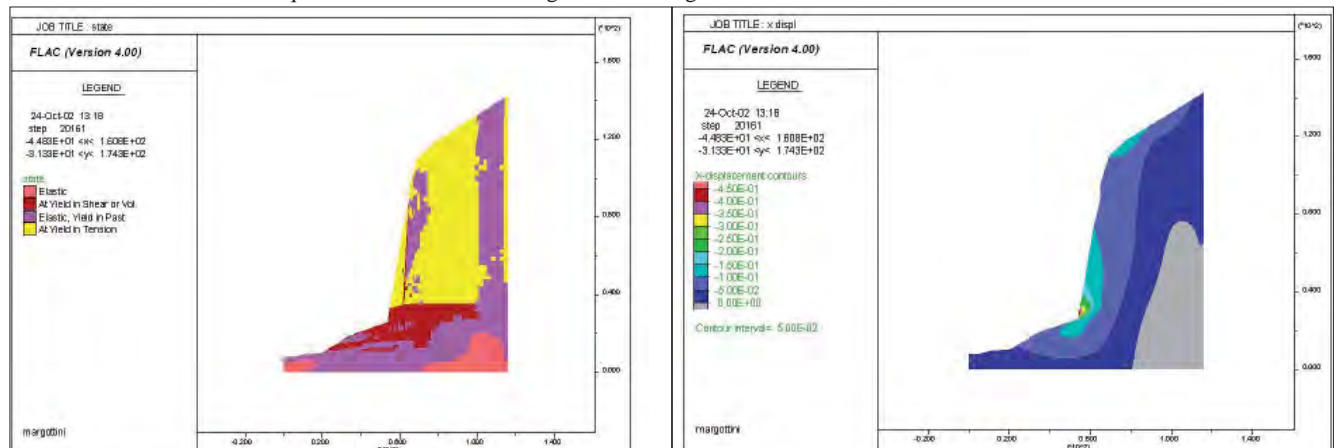 JOB TITLE : state
FLAC (Version 4.00)
LEGEND
24-Oct-02 13:18
step 20161
-4.483E+01 <x< 1.608E+02
-3.133E+01 <y< 1.743E+02
state
Elastic
At Yield in Shear or Vol.
Elastic, Yield in Past
At Yield in Tension
margottini
(*10^2)
1.600
1.200
0.800
0.400
0.000
-0.200
0.200
0.600
1.000
1.400
JOB TITLE : x displ
FLAC (Version 4.00)
LEGEND
24-Oct-02 13:18
step 20161
-4.483E+01 <x< 1.608E+02
-3.133E+01 <y< 1.743E+02
X-displacement contours
-4.50E-01
-4.00E-01
-3.50E-01
-3.00E-01
-2.50E-01
-2.00E-01
-1.50E-01
-1.00E-01
-5.00E-02
0.00E+00
Contour interval= 5.00E-02
margottini
(*10^2)
1.600
1.200
0.800
0.400
0.000
-0.200
0.200
0.600
1.000
1.400